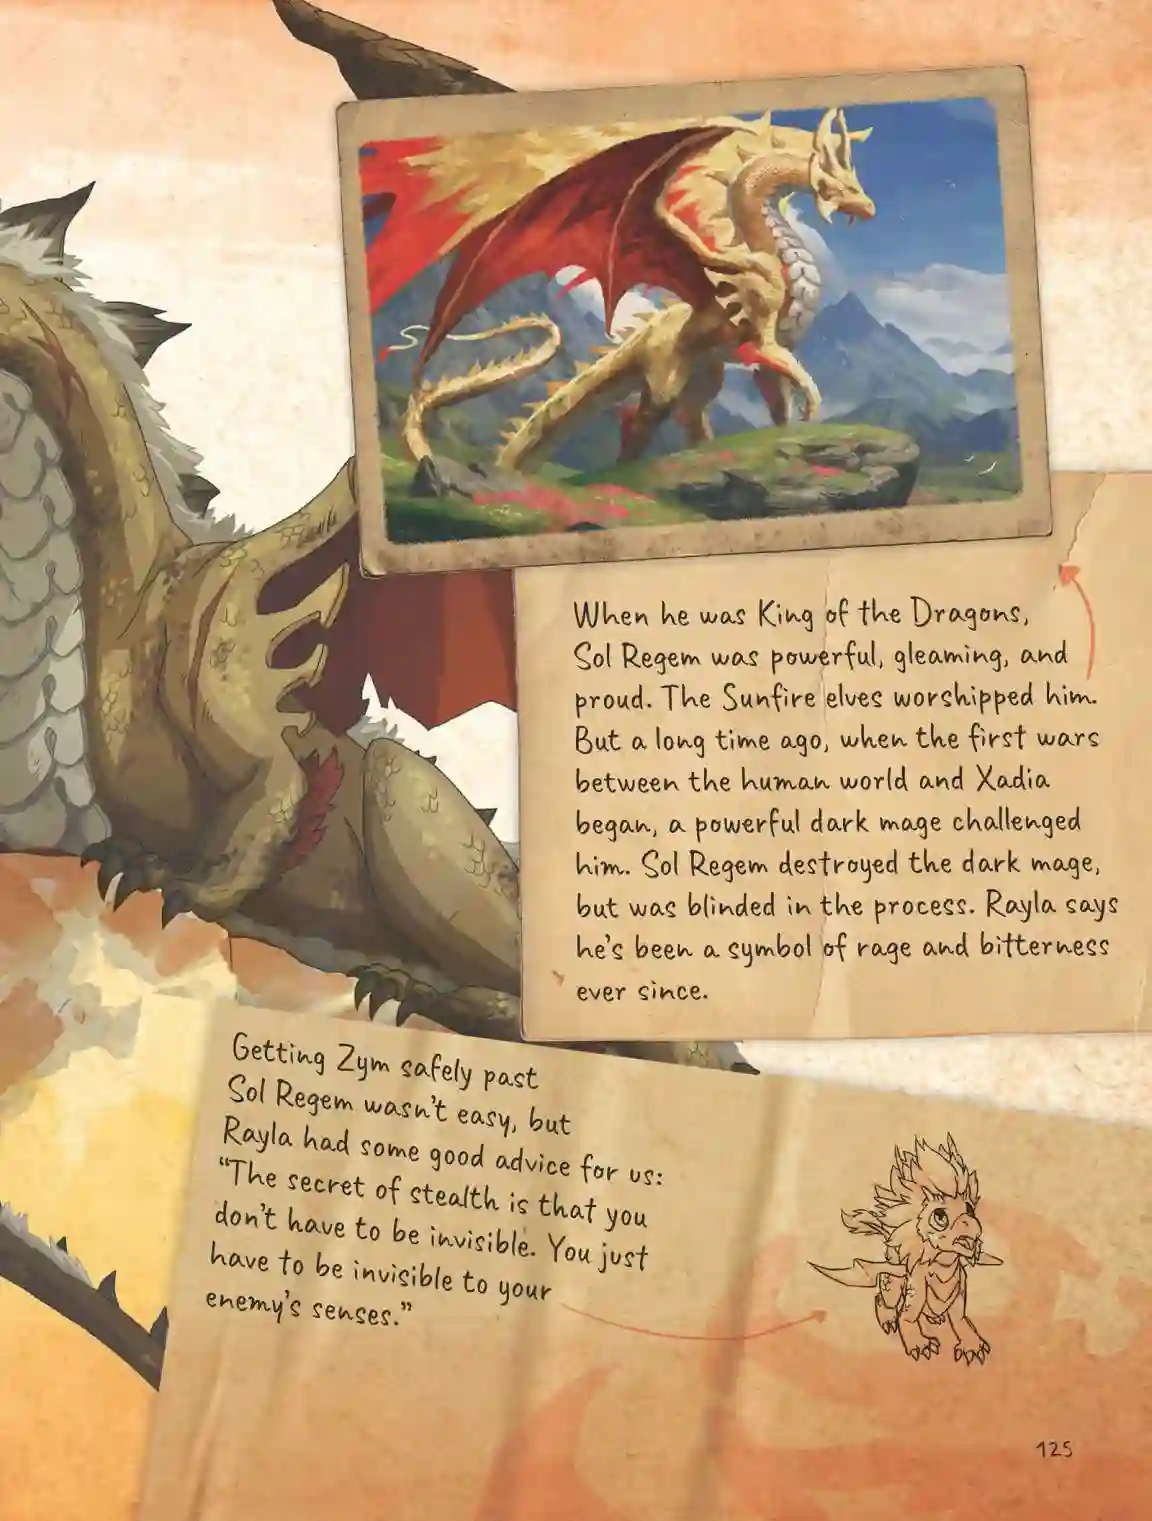 When he was King of the Dragons,
Sol Regem was powerful, gleaming, and
proud. The Sunfire elves worshipped him.
But a long time ago, when the first wars
between the human world and Xadia
began, a powerful dark mage challenged
him. Sol Regem destroyed the dark mage,
but was blinded in the process. Rayla says
he's been a symbol of rage and bitterness
ever since.
Getting Zym safely past
Sol Regem wasn't easy, but
Rayla had some good advice for us:
“The secret of stealth is that you
don't have to be invisible. You just
have to be invisible to your
enemy's senses.”
125